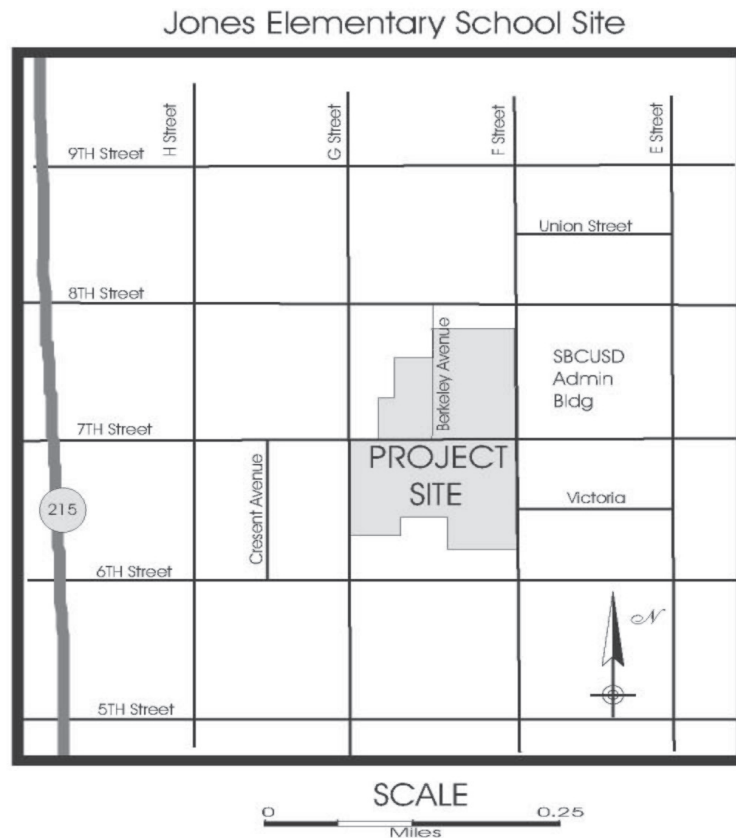 Jones Elementary School Site
H Street
G Street
F Street
E Street
9TH Street
Union Street
8TH Street
Berkeley Avenue
SBCUSD
Admin
Bldg
7TH Street
PROJECT
SITE
Cresent Avenue
215
Victoria
6TH Street
N
5TH Street
SCALE
0 0.25
Miles